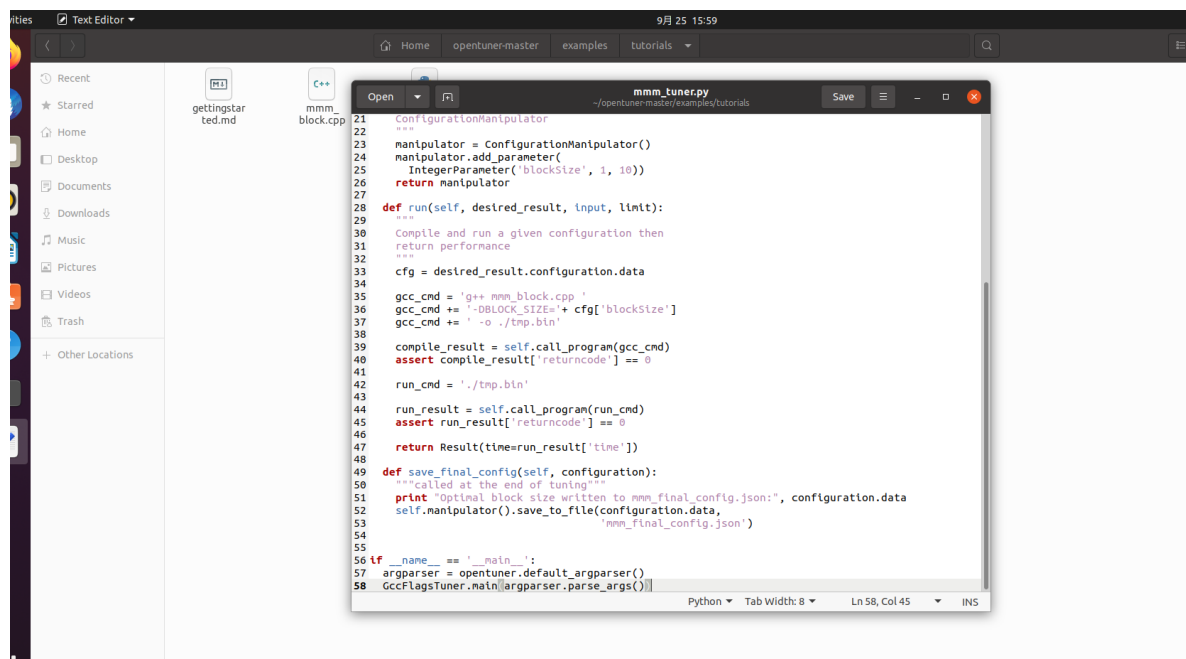 ities
Text Editor
9月 25 15:59
Home
opentuner-master
examples
tutorials
Recent
Starred
Home
Desktop
Documents
Downloads
Music
Pictures
Videos
Trash
+ Other Locations
M↓
gettingstar
ted.md
C++
mmm_
block.cpp
Open
mmm_tuner.py
~/opentuner-master/examples/tutorials
Save
21     ConfigurationManipulator
22     """
23     manipulator = ConfigurationManipulator()
24     manipulator.add_parameter(
25       IntegerParameter('blockSize', 1, 10))
26     return manipulator
27
28   def run(self, desired_result, input, limit):
29     """
30     Compile and run a given configuration then
31     return performance
32     """
33     cfg = desired_result.configuration.data
34
35     gcc_cmd = 'g++ mmm_block.cpp '
36     gcc_cmd += '-DBLOCK_SIZE='+ cfg['blockSize']
37     gcc_cmd += ' -o ./tmp.bin'
38
39     compile_result = self.call_program(gcc_cmd)
40     assert compile_result['returncode'] == 0
41
42     run_cmd = './tmp.bin'
43
44     run_result = self.call_program(run_cmd)
45     assert run_result['returncode'] == 0
46
47     return Result(time=run_result['time'])
48
49   def save_final_config(self, configuration):
50     """called at the end of tuning"""
51     print "Optimal block size written to mmm_final_config.json:", configuration.data
52     self.manipulator().save_to_file(configuration.data,
53                                     'mmm_final_config.json')
54
55
56 if __name__ == '__main__':
57   argparser = opentuner.default_argparser()
58   GccFlagsTuner.main(argparser.parse_args())
Python
Tab Width: 8
Ln 58, Col 45
INS